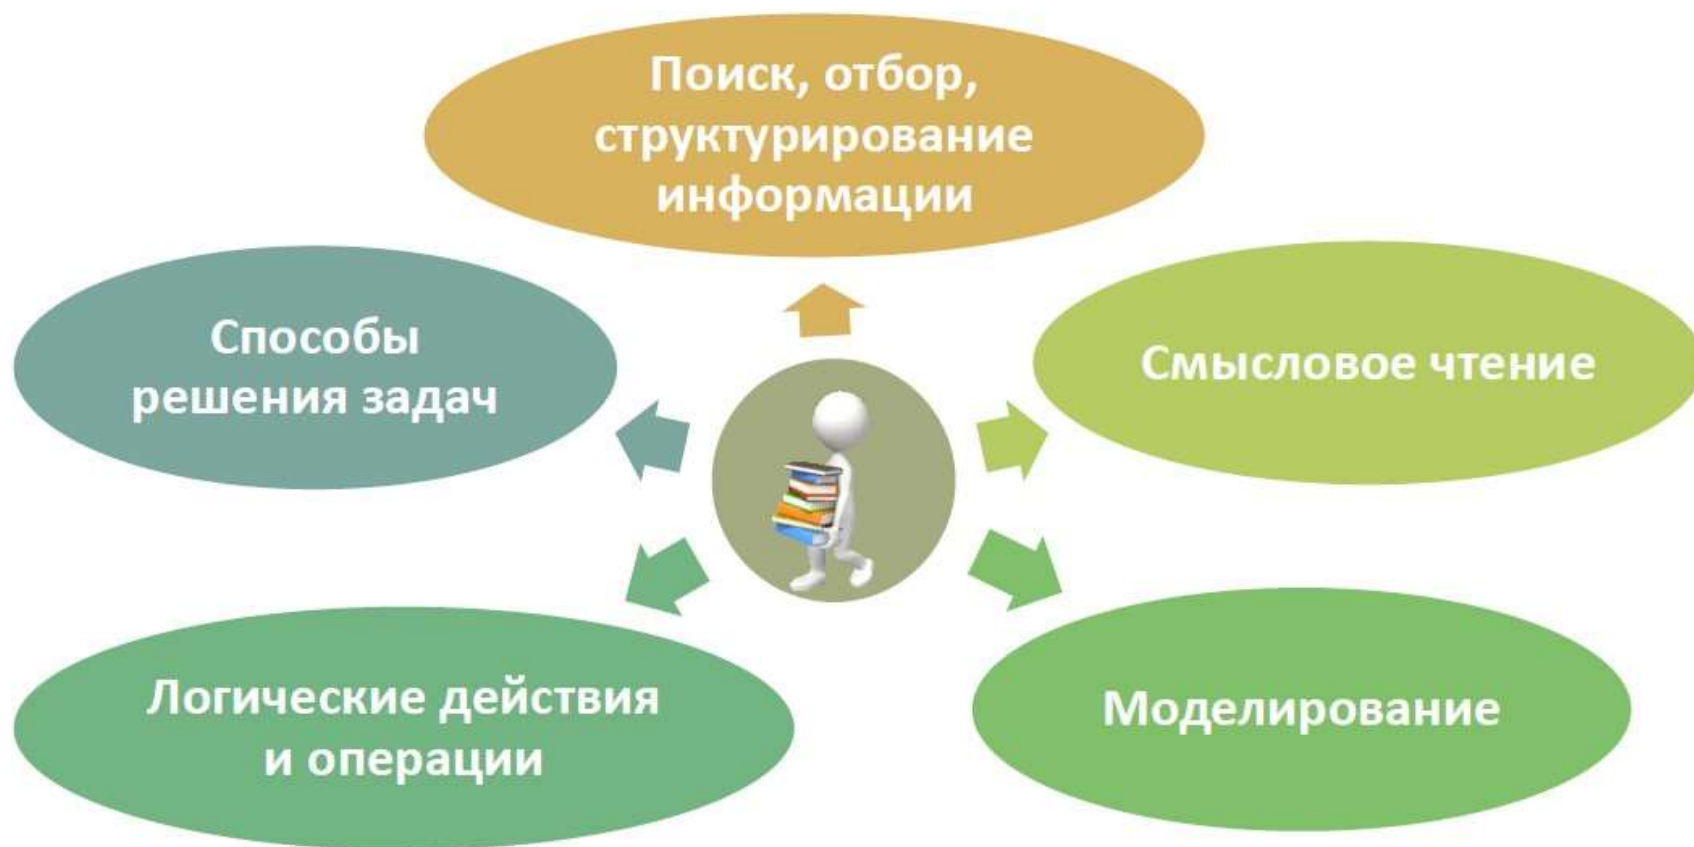 Поиск, отбор,
структурирование
информации
Способы
решения задач
Смысловое чтение
Логические действия
и операции
Моделирование